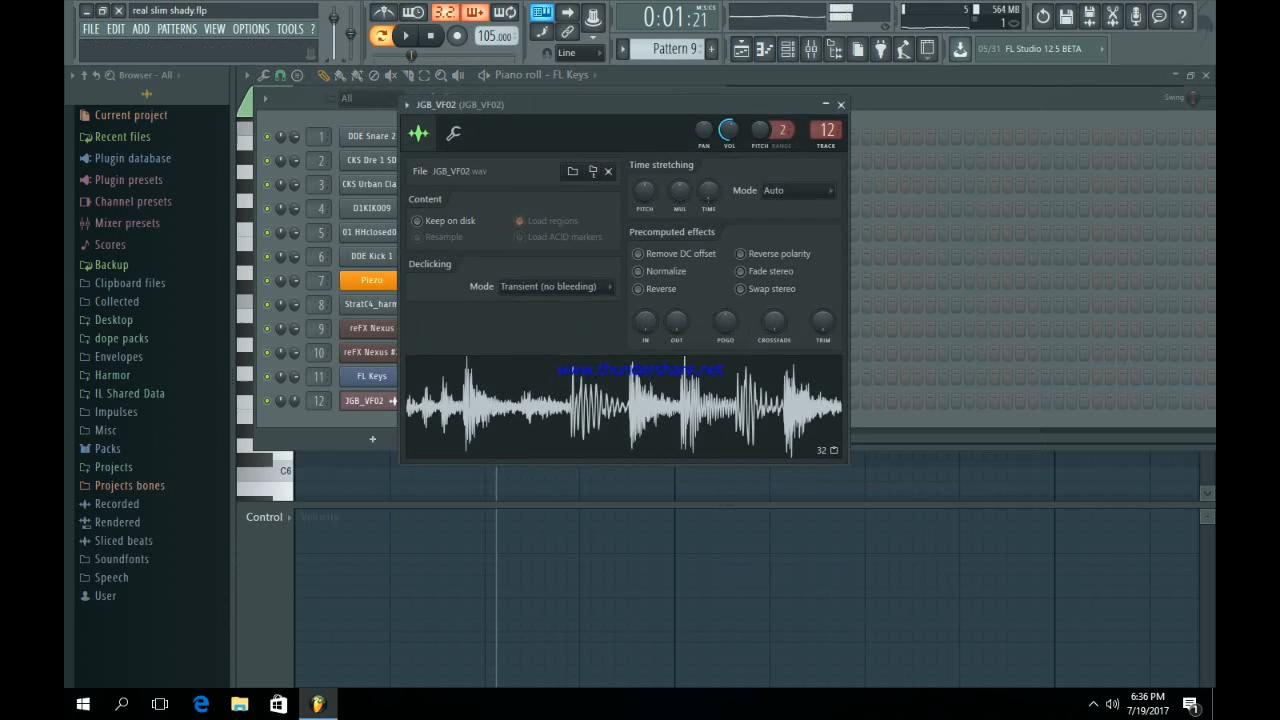 real slim shady.flp
FILE EDIT ADD PATTERNS VIEW OPTIONS TOOLS ?
3.2
105.000
0:01:21
M:S:CS
Line
Pattern 9
5
564 MB
1
05/31 FL Studio 12.5 BETA
Browser - All
Current project
Recent files
Plugin database
Plugin presets
Channel presets
Mixer presets
Scores
Backup
Clipboard files
Collected
Desktop
dope packs
Envelopes
Harmor
IL Shared Data
Impulses
Misc
Packs
Projects
Projects bones
Recorded
Rendered
Sliced beats
Soundfonts
Speech
User
Piano roll - FL Keys
All
Swing
1 DDE Snare 2
2 CKS Dre 1 SD
3 CKS Urban Cla
4 D1KIK009
5 01 HHclosed0
6 DDE Kick 1
7 Piezo
8 StratC4_harm
9 reFX Nexus
10 reFX Nexus #
11 FL Keys
12 JGB_VF02
+
JGB_VF02 (JGB_VF02)
PAN VOL PITCH RANGE 2
12 TRACK
File JGB_VF02.wav
Content
Keep on disk
Load regions
Resample
Load ACID markers
Declicking
Mode Transient (no bleeding)
Time stretching
PITCH MUL TIME
Mode Auto
Precomputed effects
Remove DC offset
Reverse polarity
Normalize
Fade stereo
Reverse
Swap stereo
IN OUT POGO CROSSFADE TRIM
www.thundershare.net
32
C6
Control
Velocity
6:36 PM
7/19/2017
1